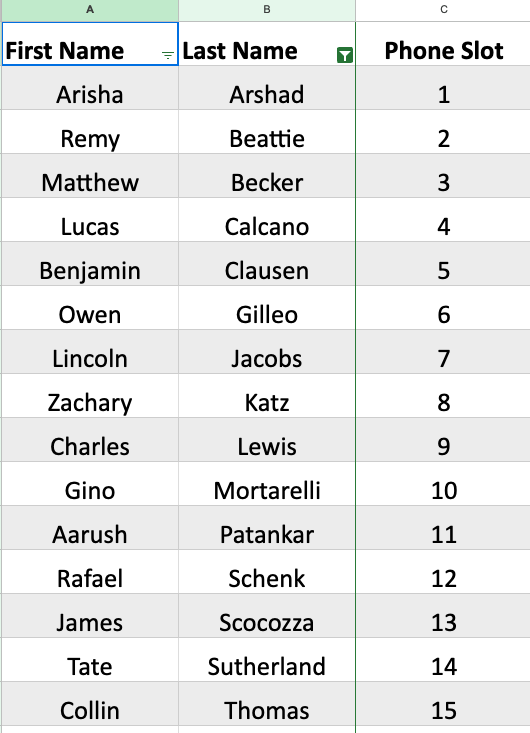 A B C
First Name Last Name Phone Slot
Arisha Arshad 1
Remy Beattie 2
Matthew Becker 3
Lucas Calcano 4
Benjamin Clausen 5
Owen Gilleo 6
Lincoln Jacobs 7
Zachary Katz 8
Charles Lewis 9
Gino Mortarelli 10
Aarush Patankar 11
Rafael Schenk 12
James Scocozza 13
Tate Sutherland 14
Collin Thomas 15